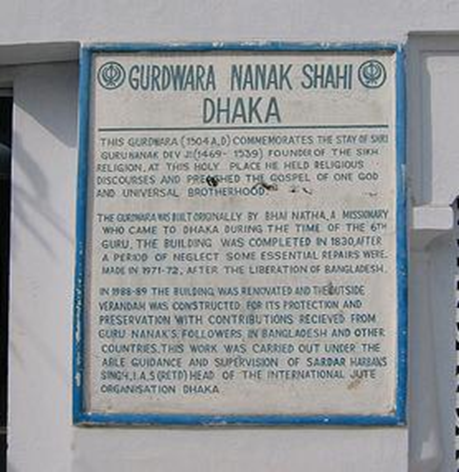 GURDWARA NANAK SHAHI
DHAKA
THIS GURDWARA (1504 A.D) COMMEMORATES THE STAY OF SHRI
GURU NANAK DEV JI (1469 - 1539) FOUNDER OF THE SIKH
RELIGION, AT THIS HOLY PLACE HE HELD RELIGIOUS
DISCOURSES AND PREACHED THE GOSPEL OF ONE GOD
AND UNIVERSAL BROTHERHOOD.
THE GURDWARA WAS BUILT ORIGINALLY BY BHAI NATHA, A MISSIONARY
WHO CAME TO DHAKA DURING THE TIME OF THE 6TH
GURU, THE BUILDING WAS COMPLETED IN 1830, AFTER
A PERIOD OF NEGLECT SOME ESSENTIAL REPAIRS WERE
MADE IN 1971-72, AFTER THE LIBERATION OF BANGLADESH.
IN 1988-89 THE BUILDING WAS RENOVATED AND THE OUTSIDE
VERANDAH WAS CONSTRUCTED FOR ITS PROTECTION AND
PRESERVATION WITH CONTRIBUTIONS RECIEVED FROM
GURU NANAK'S FOLLOWERS, IN BANGLADESH AND OTHER
COUNTRIES. THIS WORK WAS CARRIED OUT UNDER THE
ABLE GUIDANCE AND SUPERVISION OF SARDAR HARBANS
SINGH, I.A.S (RETD) HEAD OF THE INTERNATIONAL JUTE
ORGANISATION DHAKA